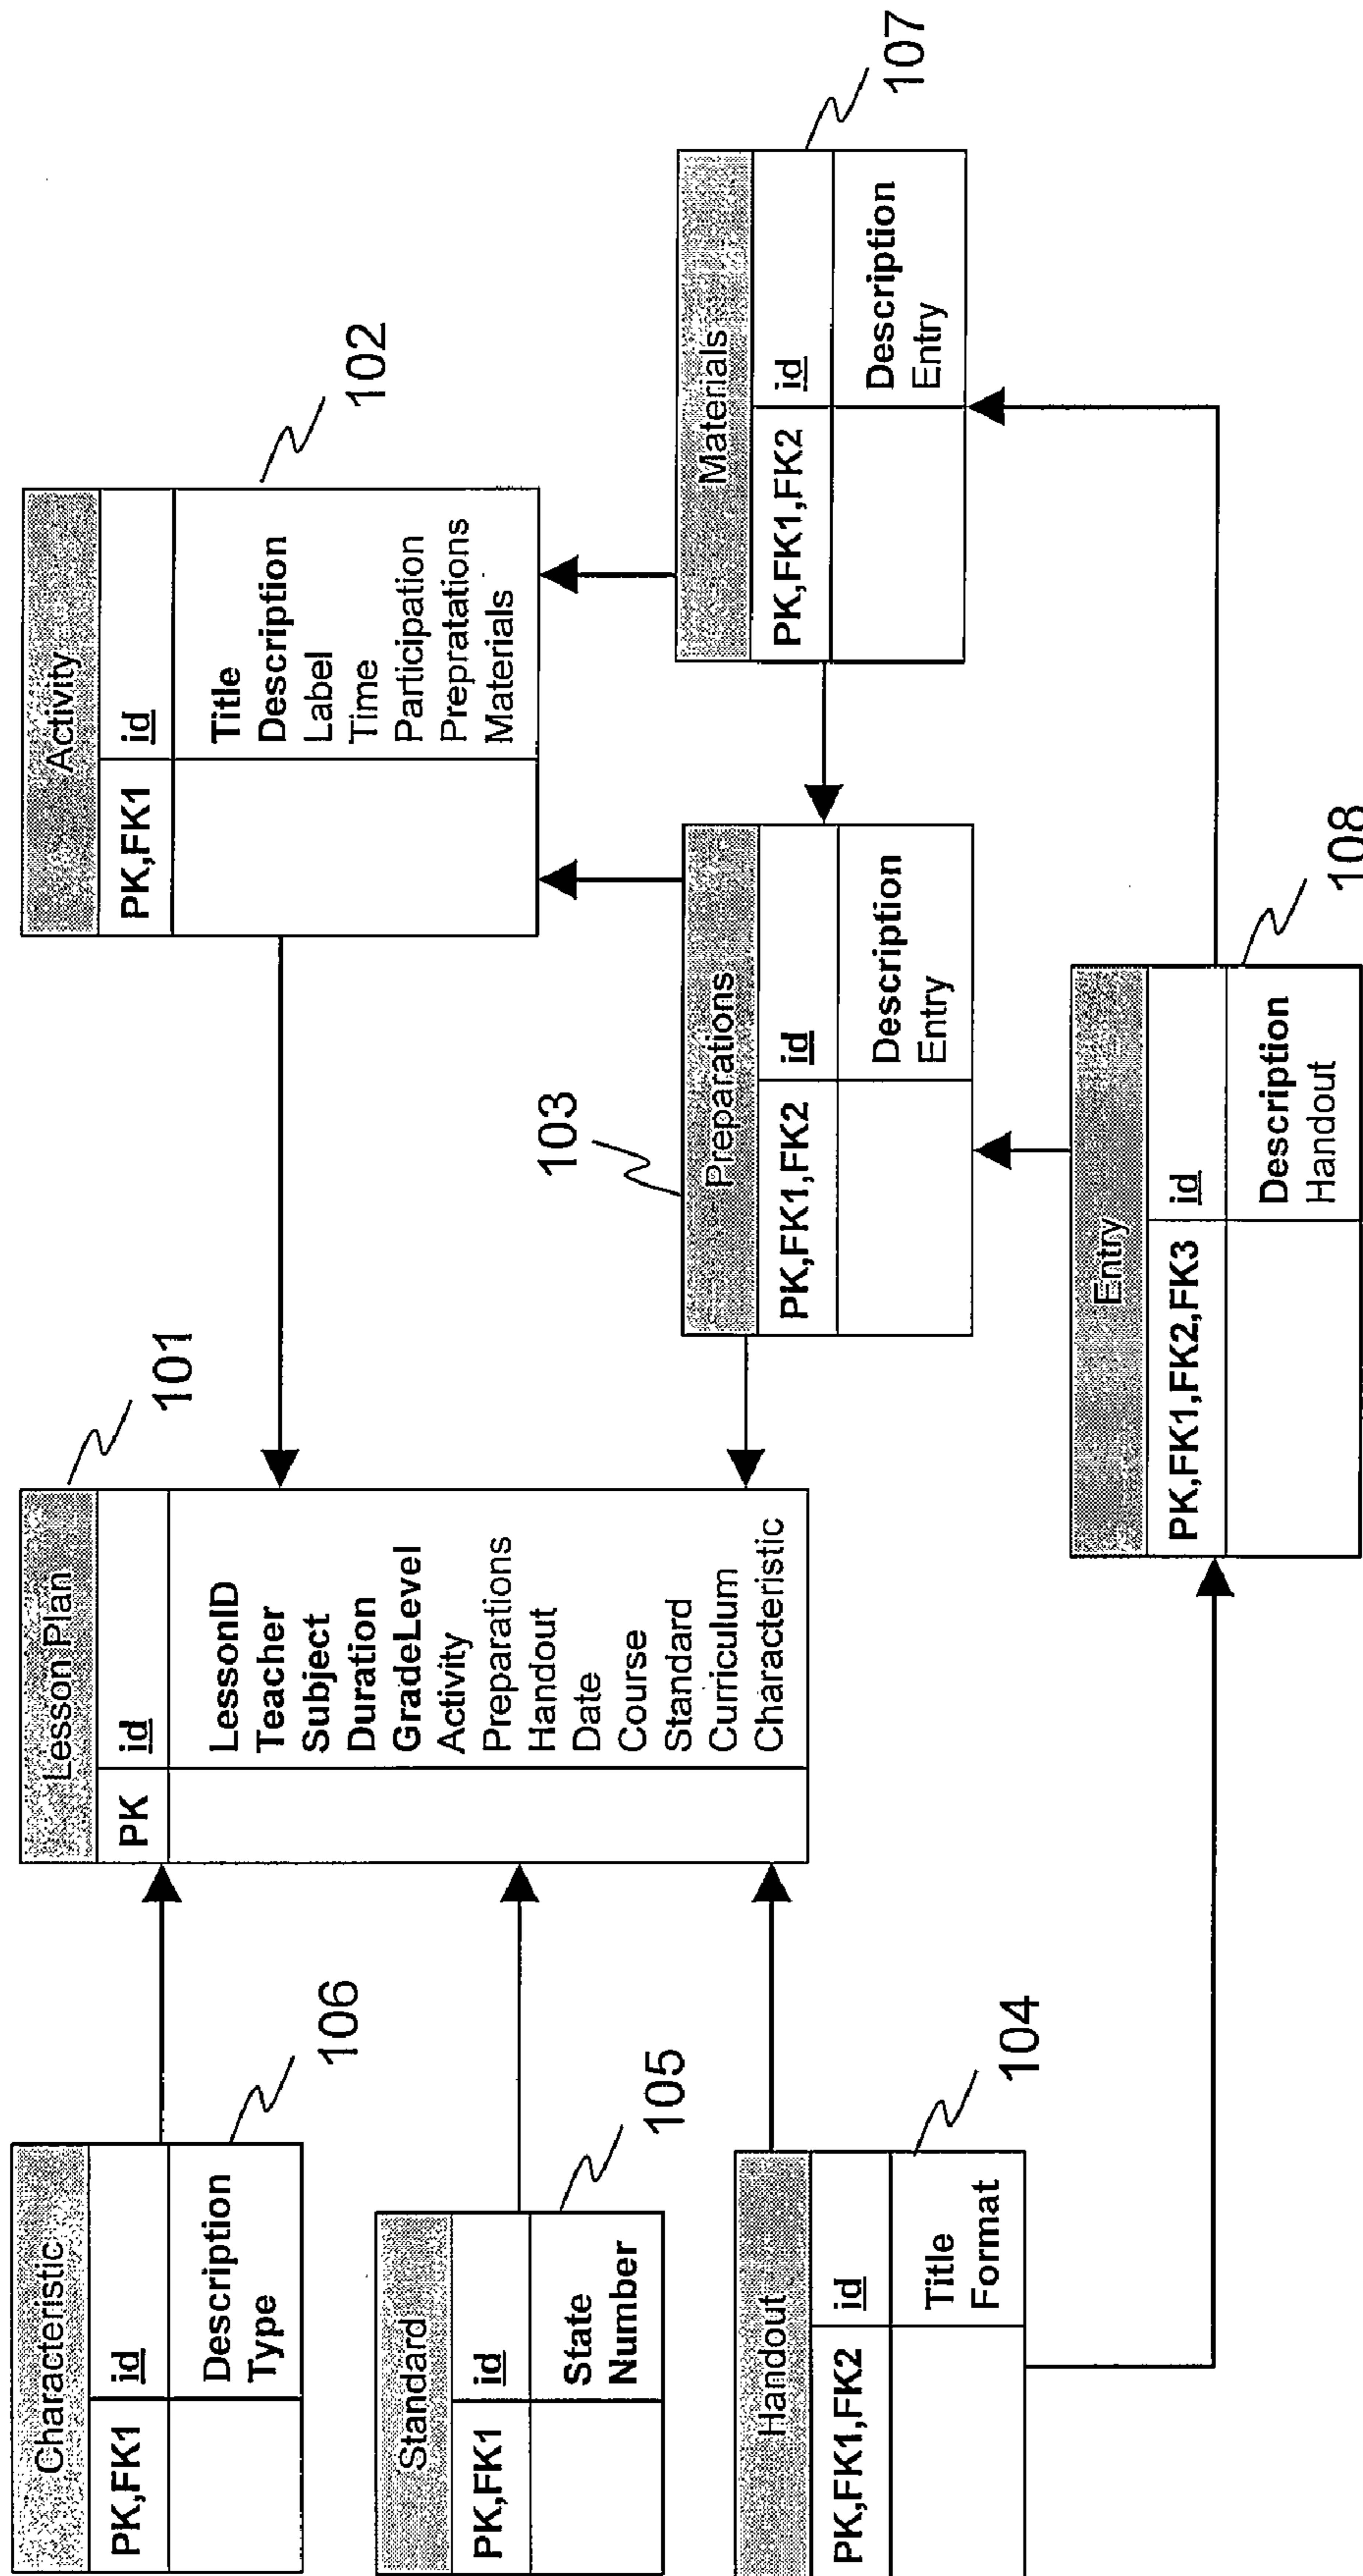 Characteristic
PK,FK1 id
Description
Type
106
Standard
PK,FK1 id
State
Number
105
Handout
PK,FK1,FK2 id
Title
Format
104
Lesson Plan
PK id
LessonID
Teacher
Subject
Duration
GradeLevel
Activity
Preparations
Handout
Date
Course
Standard
Curriculum
Characteristic
101
Activity
PK,FK1 id
Title
Description
Label
Time
Participation
Prepratations
Materials
102
103
Preparations
PK,FK1,FK2 id
Description
Entry
Materials
PK,FK1,FK2 id
Description
Entry
107
Entry
PK,FK1,FK2,FK3 id
Description
Handout
108